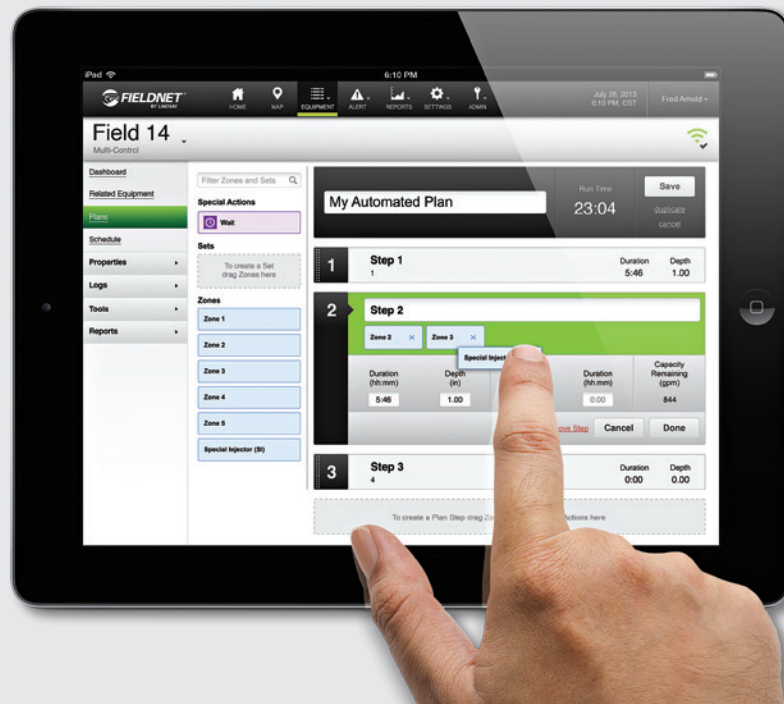 iPad
6:10 PM
FIELDNET
BY LINDSAY
HOME
MAP
EQUIPMENT
ALERT
REPORTS
SETTINGS
ADMIN
July 28, 2013
6:10 PM, CST
Fred Arnold
Field 14
Multi-Control
Dashboard
Related Equipment
Plans
Schedule
Properties
Logs
Tools
Reports
Filter Zones and Sets
Special Actions
Wait
Sets
To create a Set
drag Zones here
Zones
Zone 1
Zone 2
Zone 3
Zone 4
Zone 5
Special Injector (SI)
My Automated Plan
Run Time
23:04
Save
duplicate
cancel
1
Step 1
1
Duration
5:46
Depth
1.00
2
Step 2
Zone 2 ×
Zone 3 ×
Special Injec
Duration
(hh:mm)
5:46
Depth
(in)
1.00
Duration
(hh:mm)
0:00
Capacity
Remaining
(gpm)
844
ove Step
Cancel
Done
3
Step 3
4
Duration
0:00
Depth
0.00
To create a Plan Step drag Zo
Actions here